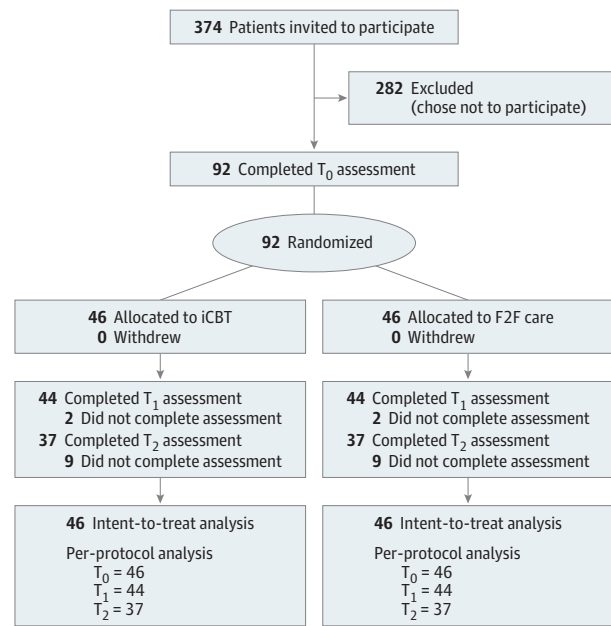 374 Patients invited to participate
282 Excluded
(chose not to participate)
92 Completed T0 assessment
92 Randomized
46 Allocated to iCBT
0 Withdrew
46 Allocated to F2F care
0 Withdrew
44 Completed T1 assessment
2 Did not complete assessment
37 Completed T2 assessment
9 Did not complete assessment
44 Completed T1 assessment
2 Did not complete assessment
37 Completed T2 assessment
9 Did not complete assessment
46 Intent-to-treat analysis
Per-protocol analysis
T0 = 46
T1 = 44
T2 = 37
46 Intent-to-treat analysis
Per-protocol analysis
T0 = 46
T1 = 44
T2 = 37